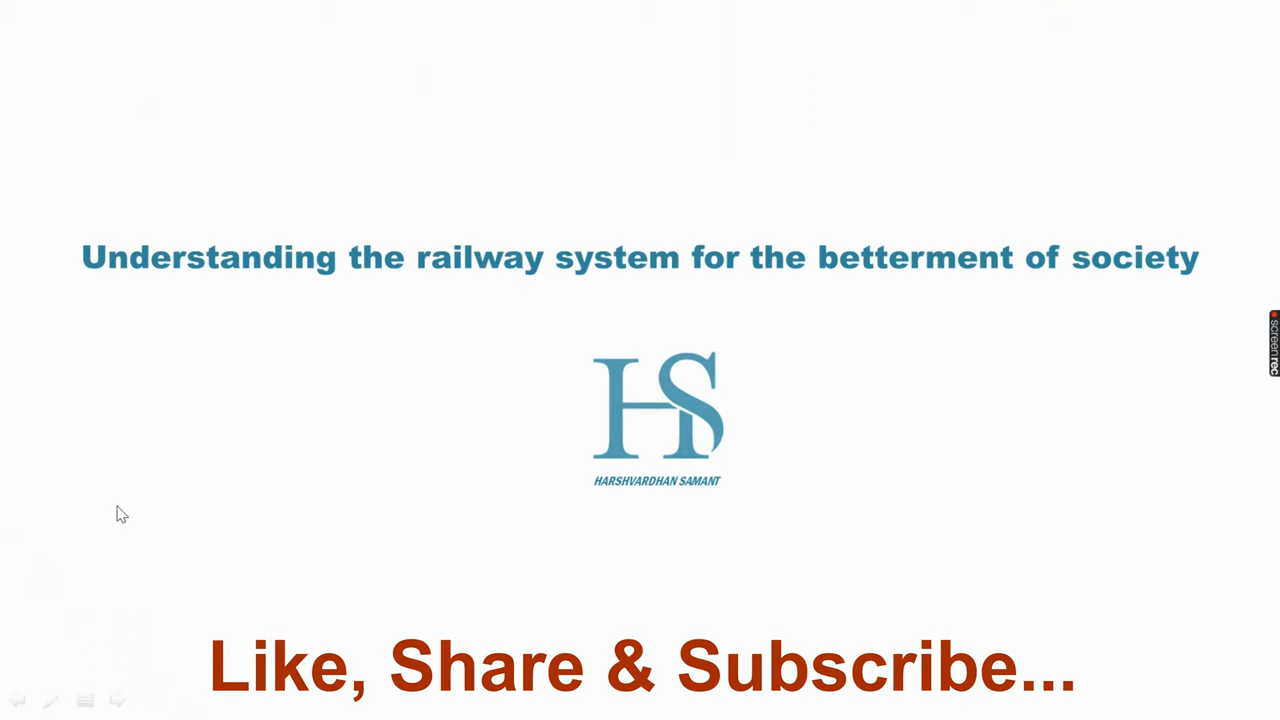 Understanding the railway system for the betterment of society
screenrec
HS
HARSHVARDHAN SAMANT
Like, Share & Subscribe...